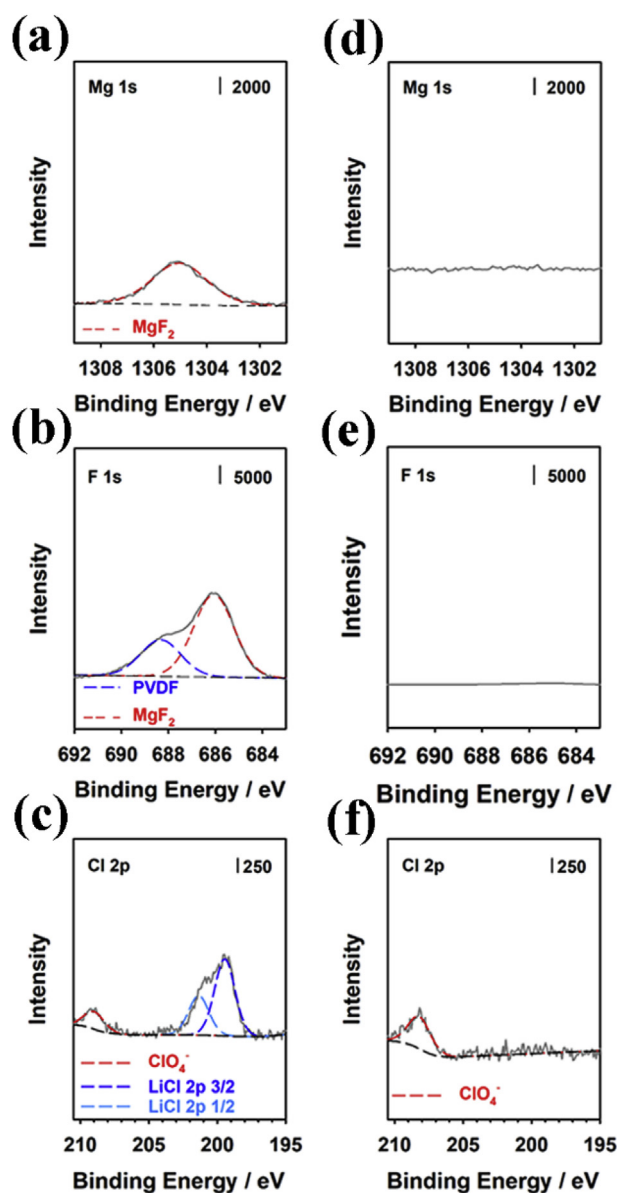 (a)
Mg 1s
2000
Intensity
MgF2
1308 1306 1304 1302
Binding Energy / eV
(d)
Mg 1s
2000
Intensity
1308 1306 1304 1302
Binding Energy / eV
(b)
F 1s
5000
Intensity
PVDF
MgF2
692 690 688 686 684
Binding Energy / eV
(e)
F 1s
5000
Intensity
692 690 688 686 684
Binding Energy / eV
(c)
Cl 2p
250
Intensity
ClO4-
LiCl 2p 3/2
LiCl 2p 1/2
210 205 200 195
Binding Energy / eV
(f)
Cl 2p
250
Intensity
ClO4-
210 205 200 195
Binding Energy / eV